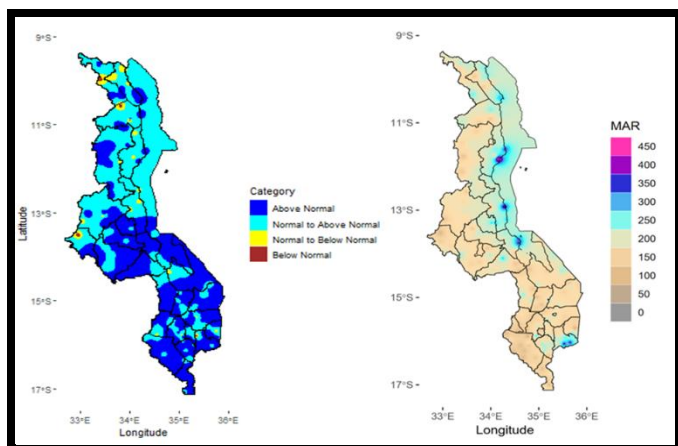 9°S
11°S
13°S
15°S
17°S
Latitude
33°E
34°E
35°E
36°E
Longitude
Category
Above Normal
Normal to Above Normal
Normal to Below Normal
Below Normal
9°S
11°S
13°S
15°S
17°S
33°E
34°E
35°E
36°E
Longitude
MAR
450
400
350
300
250
200
150
100
50
0